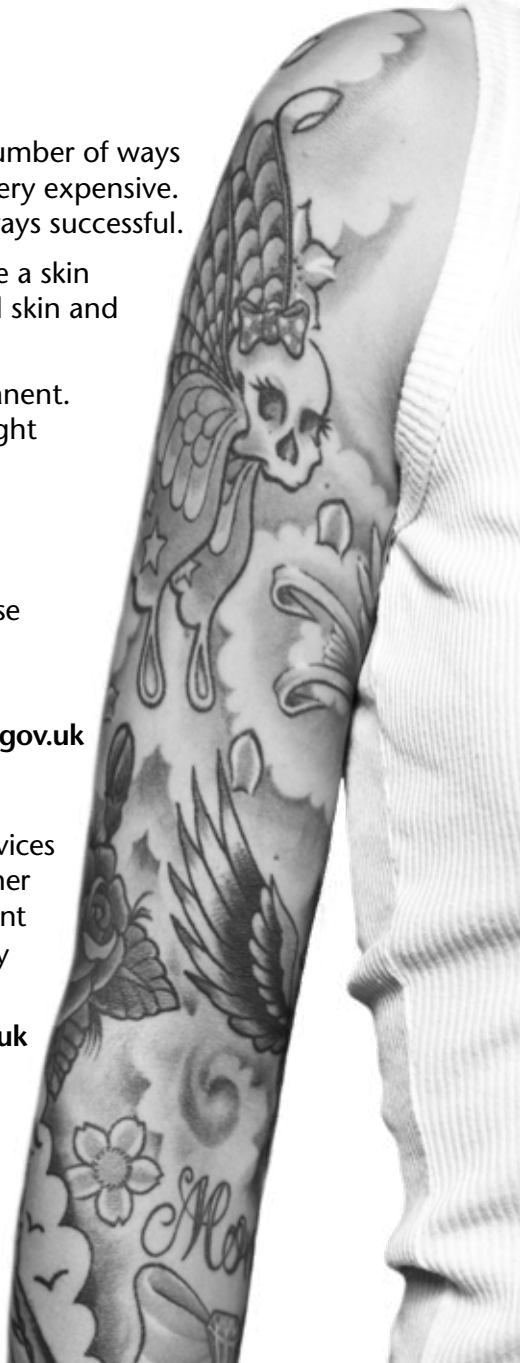 umber of ways
ery expensive.
ays successful.
e a skin
l skin and
anent.
ght
se
gov.uk
vices
her
nt
y
uk